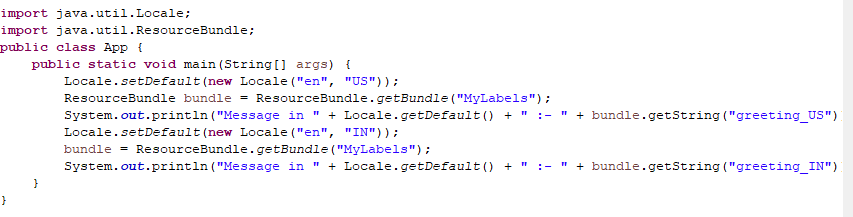 import java.util.Locale;
import java.util.ResourceBundle;
public class App {
    public static void main(String[] args) {
        Locale.setDefault(new Locale("en", "US"));
        ResourceBundle bundle = ResourceBundle.getBundle("MyLabels");
        System.out.println("Message in " + Locale.getDefault() + " :- " + bundle.getString("greeting_US")
        Locale.setDefault(new Locale("en", "IN"));
        bundle = ResourceBundle.getBundle("MyLabels");
        System.out.println("Message in " + Locale.getDefault() + " :- " + bundle.getString("greeting_IN")
    }
}